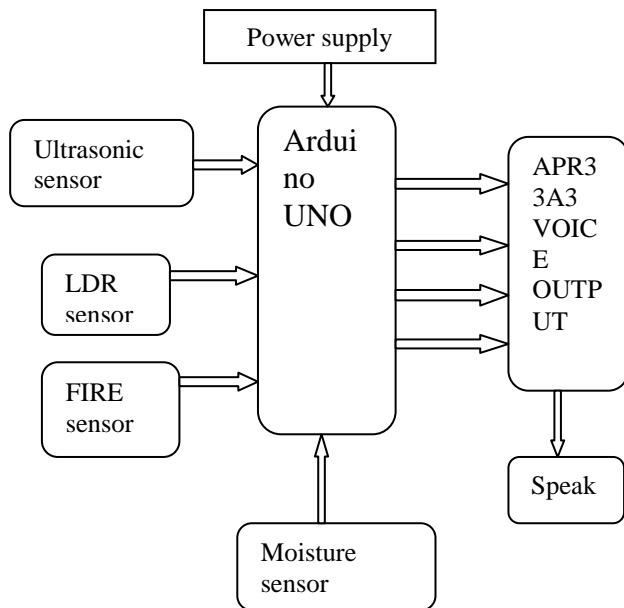 Power supply
Ultrasonic
sensor
Ardui
no
UNO
APR3
3A3
VOIC
E
OUTP
UT
LDR
sensor
FIRE
sensor
Speak
Moisture
sensor